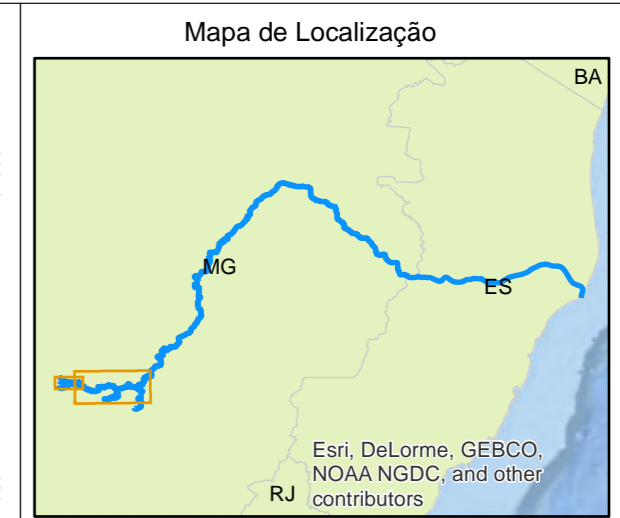 Mapa de Localização
BA
MG
ES
Esri, DeLorme, GEBCO,
NOAA NGDC, and other
RJ contributors